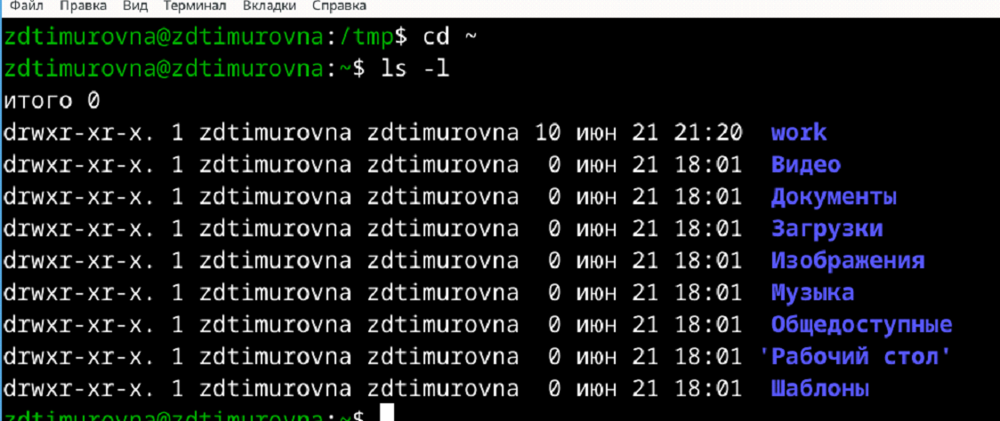 Файл Правка Вид Терминал Вкладки Справка
zdtimurovna@zdtimurovna:/tmp$ cd ~
zdtimurovna@zdtimurovna:~$ ls -l
итого 0
drwxr-xr-x. 1 zdtimurovna zdtimurovna 10 июн 21 21:20  work
drwxr-xr-x. 1 zdtimurovna zdtimurovna  0 июн 21 18:01  Видео
drwxr-xr-x. 1 zdtimurovna zdtimurovna  0 июн 21 18:01  Документы
drwxr-xr-x. 1 zdtimurovna zdtimurovna  0 июн 21 18:01  Загрузки
drwxr-xr-x. 1 zdtimurovna zdtimurovna  0 июн 21 18:01  Изображения
drwxr-xr-x. 1 zdtimurovna zdtimurovna  0 июн 21 18:01  Музыка
drwxr-xr-x. 1 zdtimurovna zdtimurovna  0 июн 21 18:01  Общедоступные
drwxr-xr-x. 1 zdtimurovna zdtimurovna  0 июн 21 18:01 'Рабочий стол'
drwxr-xr-x. 1 zdtimurovna zdtimurovna  0 июн 21 18:01  Шаблоны
zdtimurovna@zdtimurovna:~$